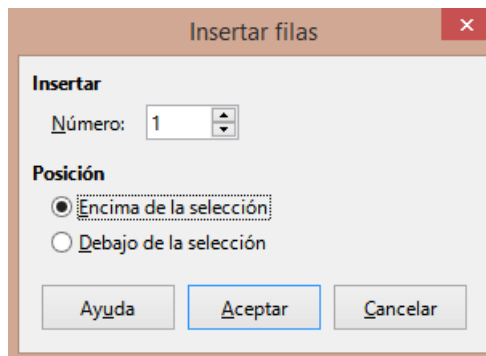 Insertar filas
Insertar
Número: 1
Posición
Encima de la selección
Debajo de la selección
Ayuda Aceptar Cancelar